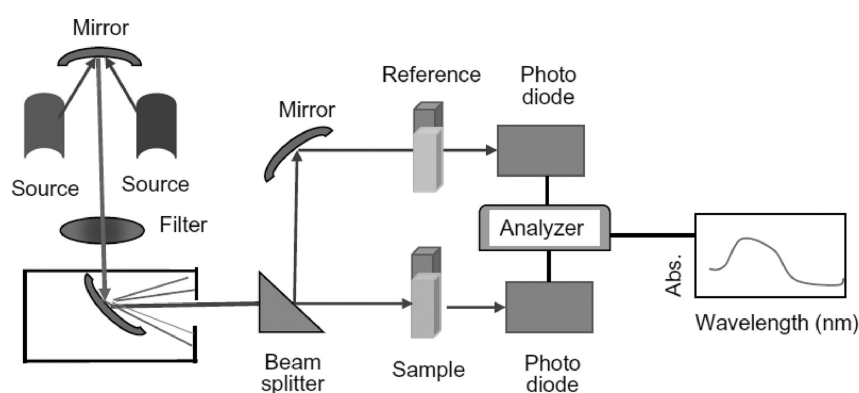 Mirror
Source
Source
Filter
Mirror
Reference
Photo
diode
Analyzer
Beam
splitter
Sample
Photo
diode
Abs.
Wavelength (nm)